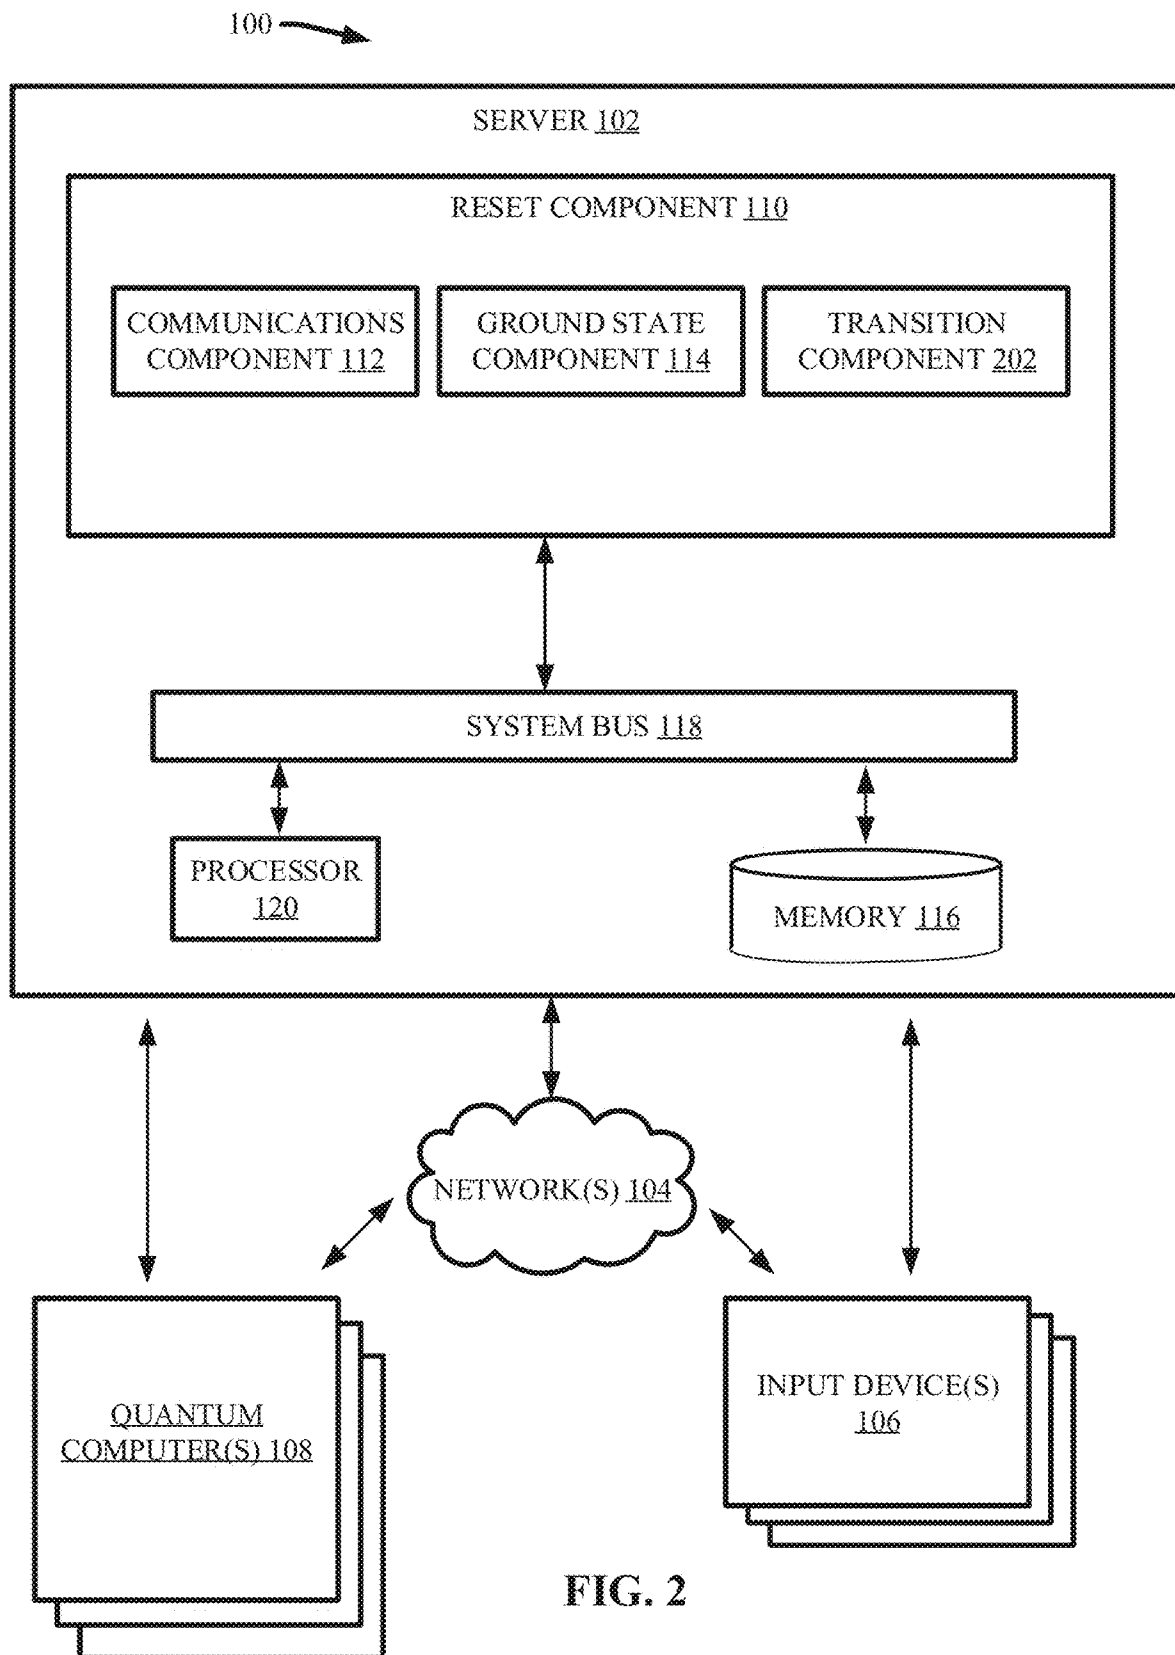 100
SERVER 102
RESET COMPONENT 110
COMMUNICATIONS
COMPONENT 112
GROUND STATE
COMPONENT 114
TRANSITION
COMPONENT 202
SYSTEM BUS 118
PROCESSOR
120
MEMORY 116
NETWORK(S) 104
QUANTUM
COMPUTER(S) 108
INPUT DEVICE(S)
106
FIG. 2